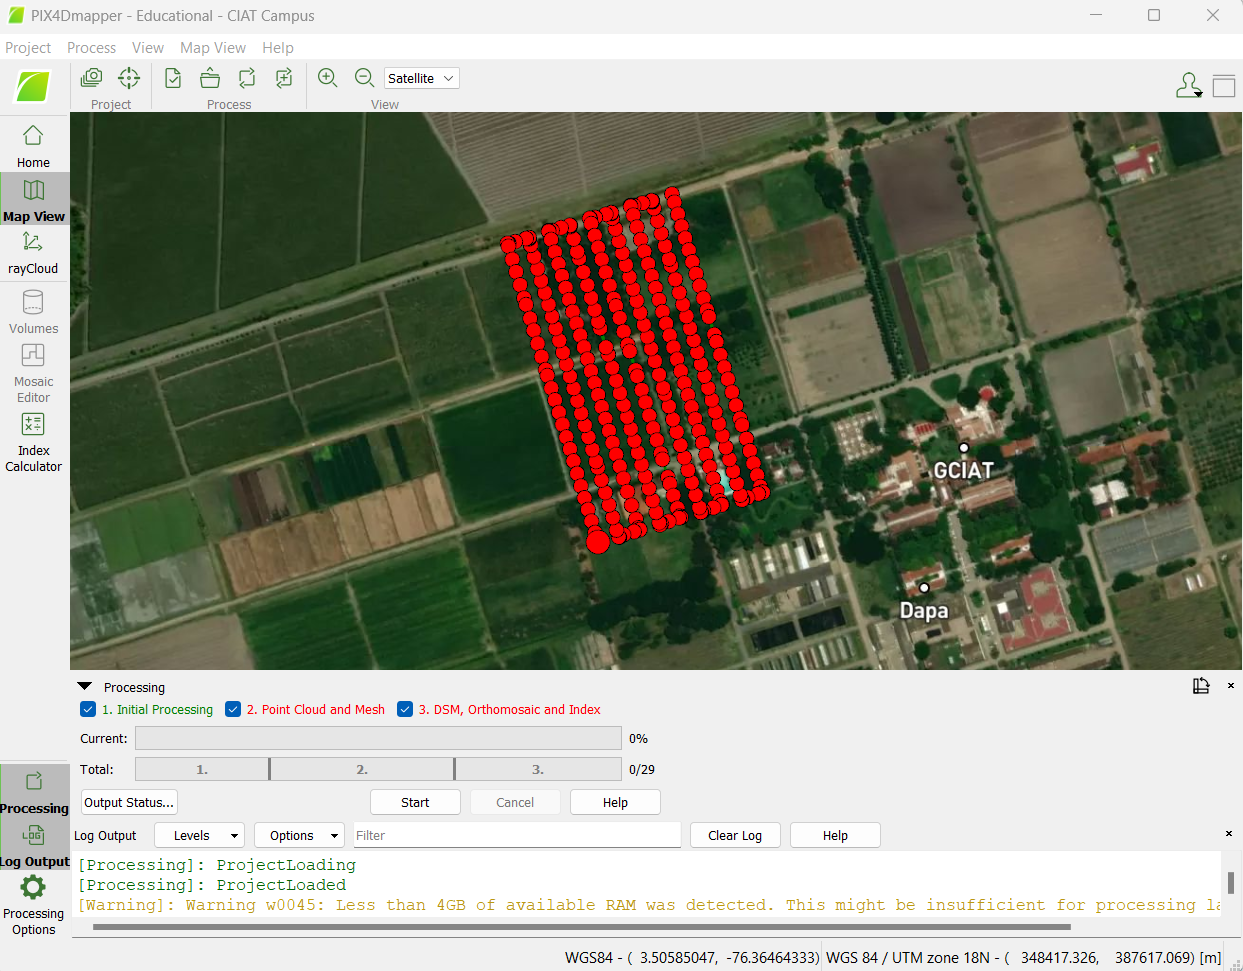 PIX4Dmapper - Educational - CIAT Campus
Project Process View Map View Help
Satellite
Project Process View
Home
Map View
rayCloud
Volumes
Mosaic
Editor
Index
Calculator
GCIAT
Dapa
Processing
1. Initial Processing 2. Point Cloud and Mesh 3. DSM, Orthomosaic and Index
Current: 0%
Total: 1. 2. 3. 0/29
Output Status... Start Cancel Help
Processing
Log Output
Processing
Options
Log Output Levels Options Filter Clear Log Help
[Processing]: ProjectLoading
[Processing]: ProjectLoaded
[Warning]: Warning w0045: Less than 4GB of available RAM was detected. This might be insufficient for processing
WGS84 - ( 3.50585047, -76.36464333) WGS 84 / UTM zone 18N - ( 348417.326, 387617.069) [m]